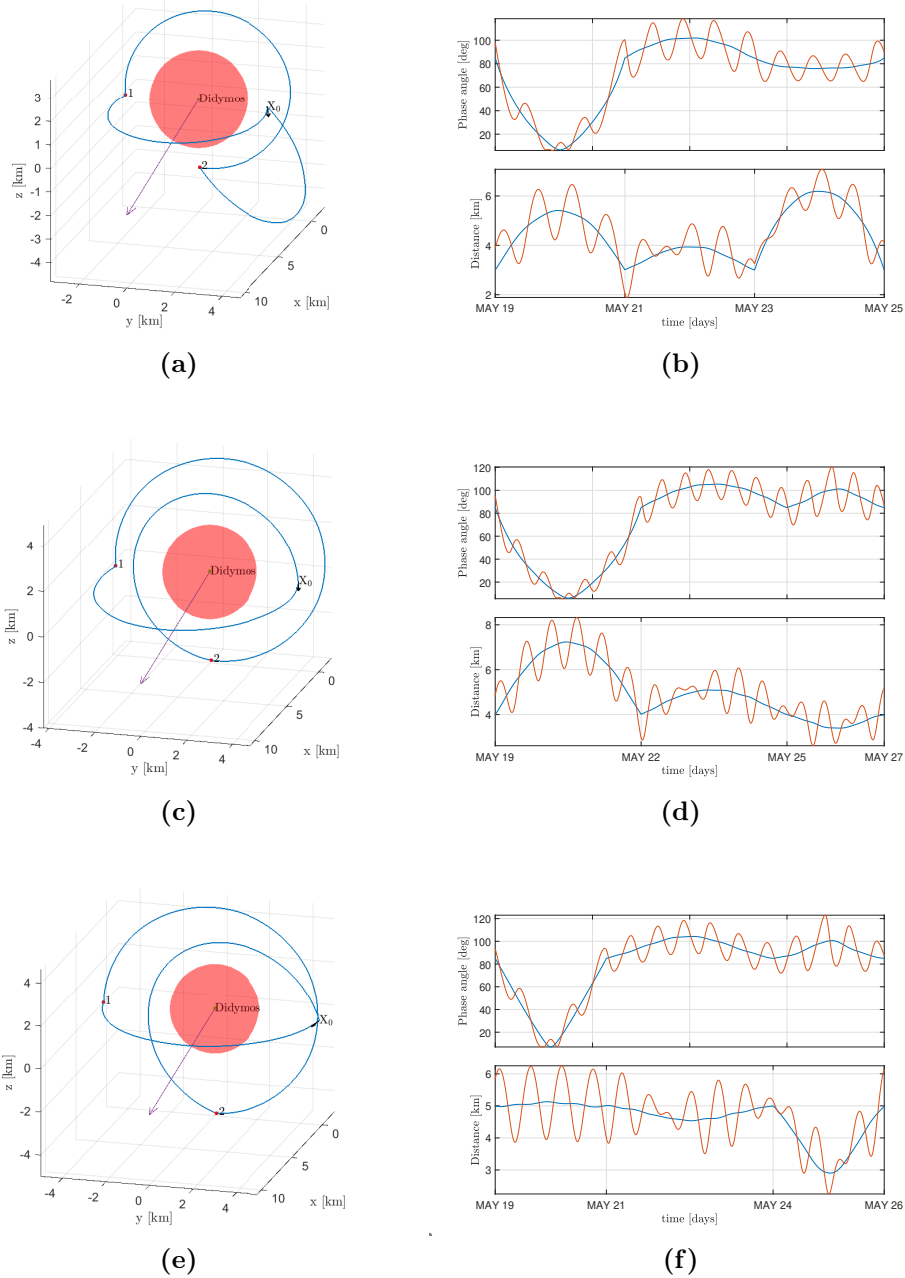 3
2
1
0
-1
-2
-3
-4
z [km]
-2
0
2
4
y [km]
10
5
0
x [km]
1
Didymos
X0
2
(a)
100
80
60
40
20
Phase angle [deg]
6
4
2
Distance [km]
MAY 19
MAY 21
MAY 23
MAY 25
time [days]
(b)
4
2
0
-2
-4
z [km]
-4
-2
0
2
4
y [km]
10
5
0
x [km]
1
Didymos
X0
2
(c)
120
100
80
60
40
20
Phase angle [deg]
8
6
4
Distance [km]
MAY 19
MAY 22
MAY 25
MAY 27
time [days]
(d)
4
2
0
-2
-4
z [km]
-4
-2
0
2
4
y [km]
10
5
0
x [km]
1
Didymos
X0
2
(e)
120
100
80
60
40
20
Phase angle [deg]
6
5
4
3
Distance [km]
MAY 19
MAY 21
MAY 24
MAY 26
time [days]
(f)